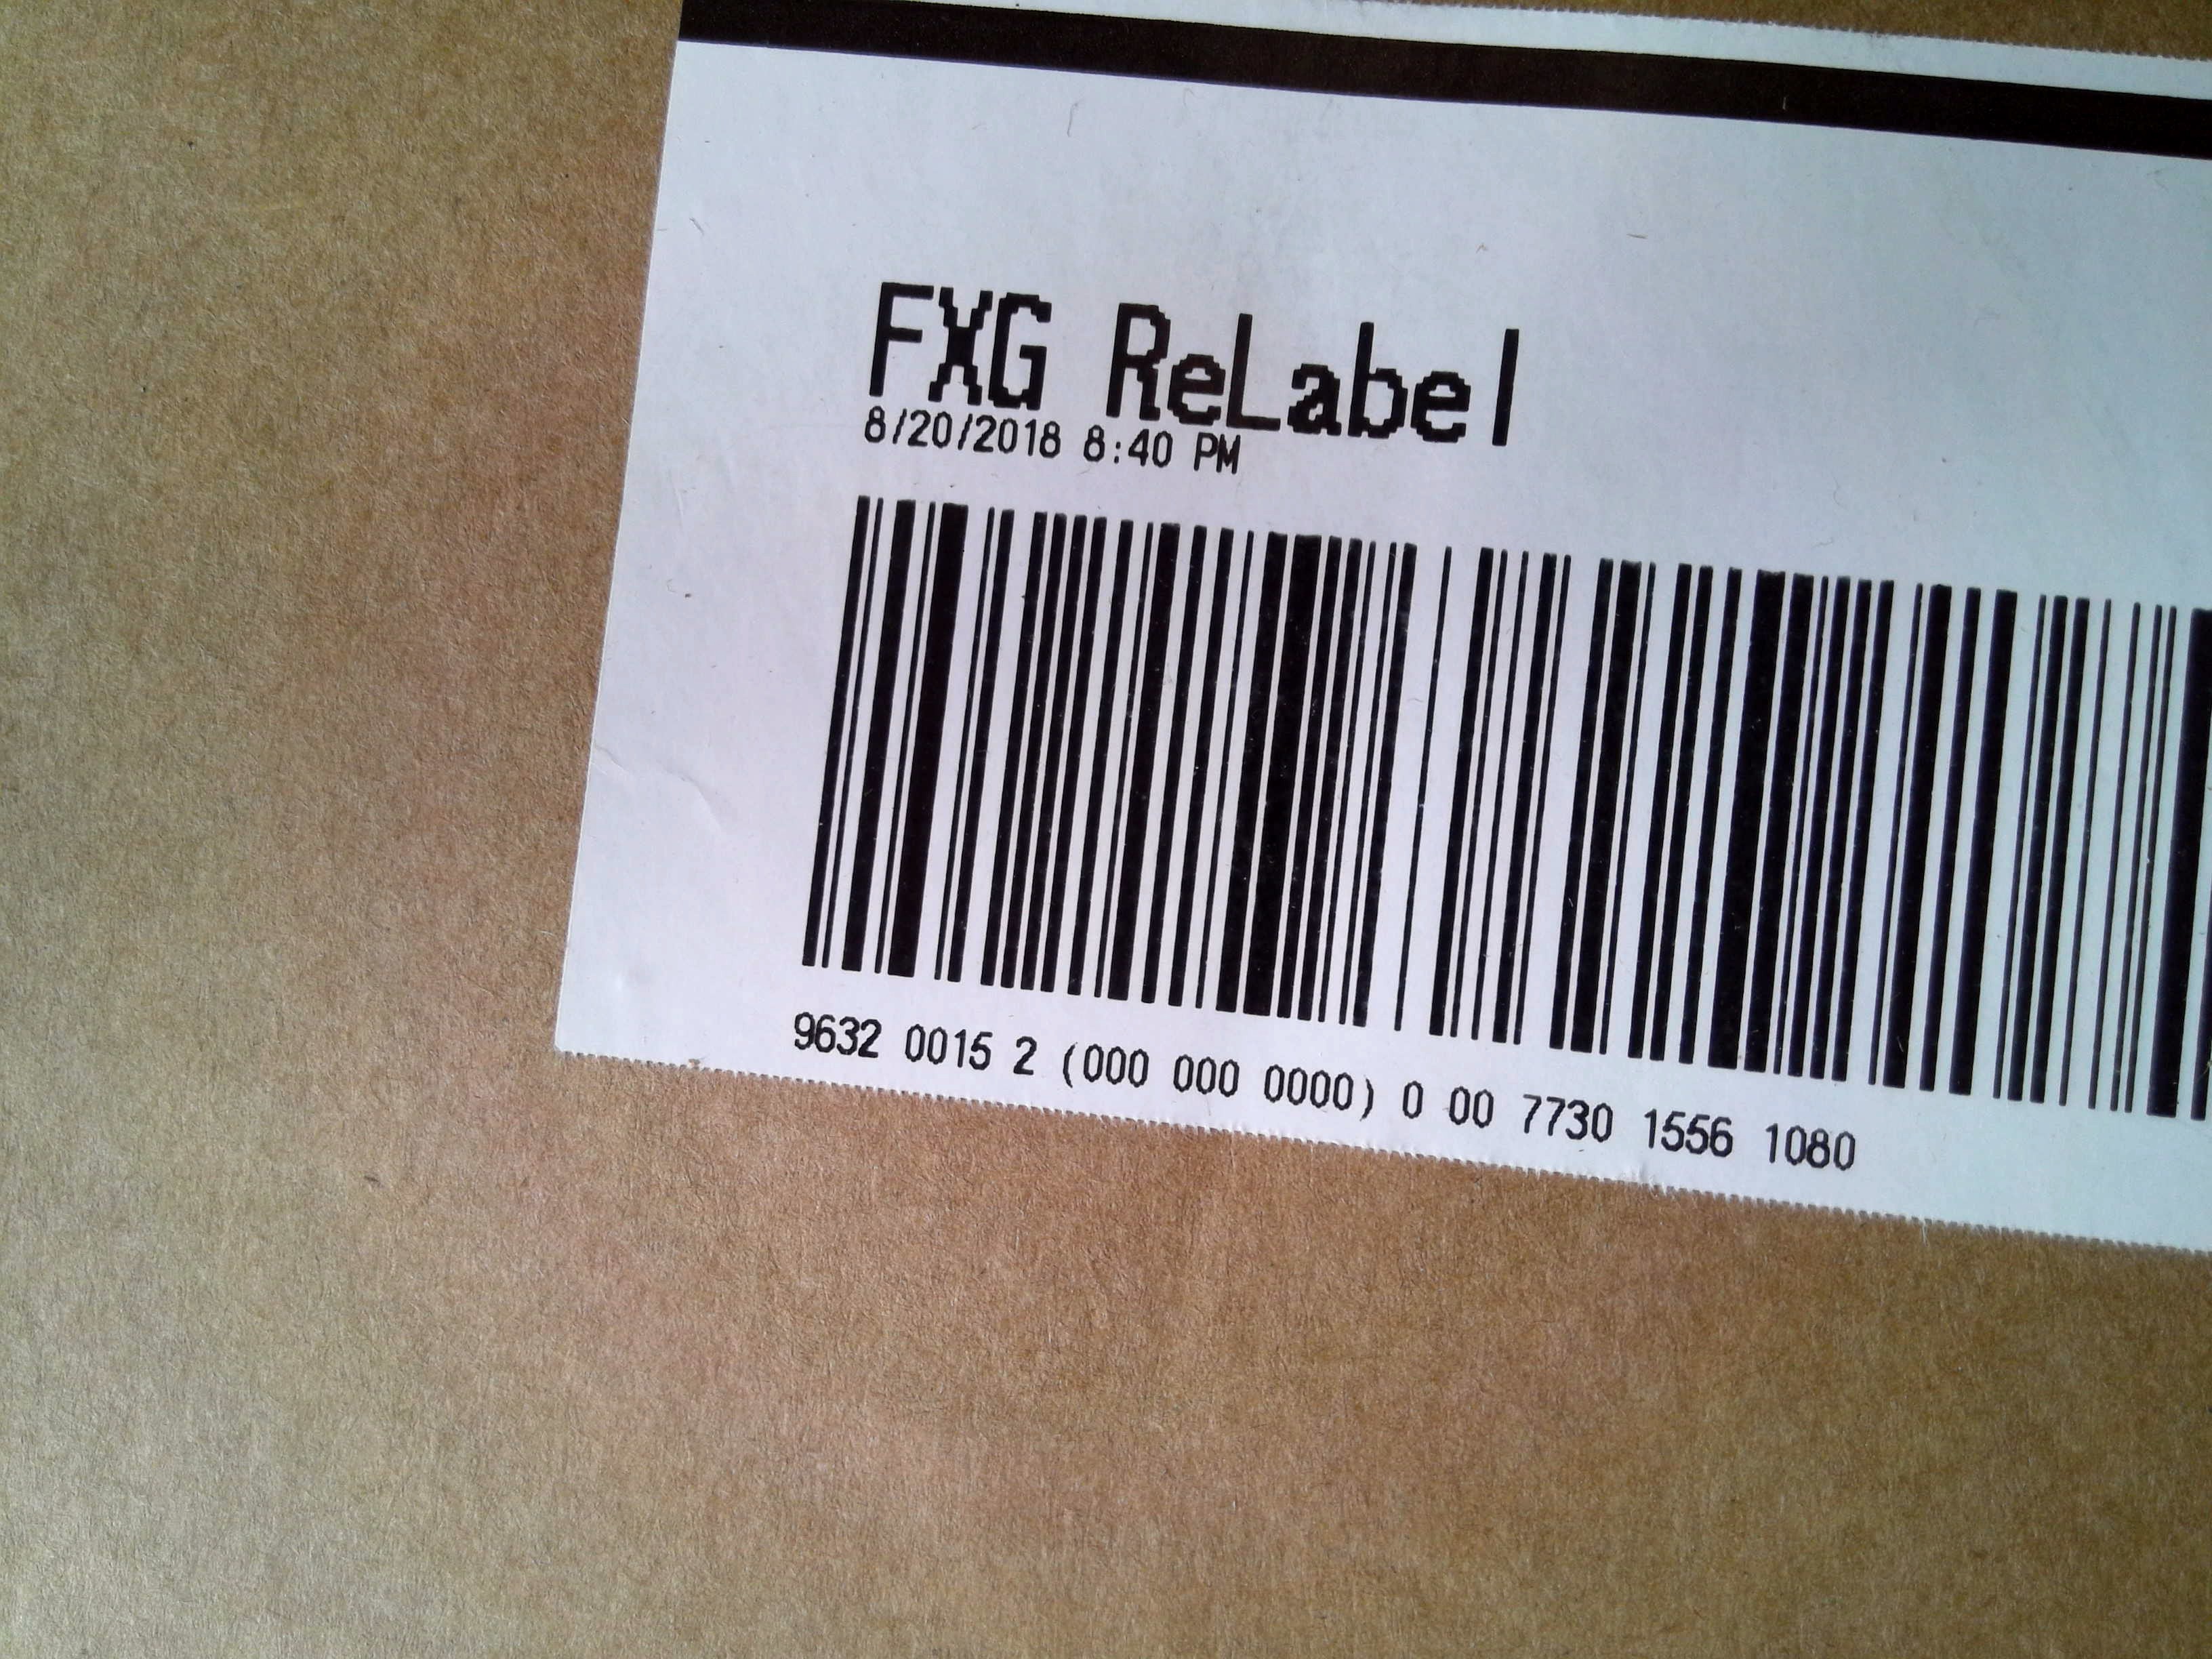 FXG ReLabel
8/20/2018 8:40 PM
9632 0015 2 (000 000 0000) 0 00 7730 1556 1080